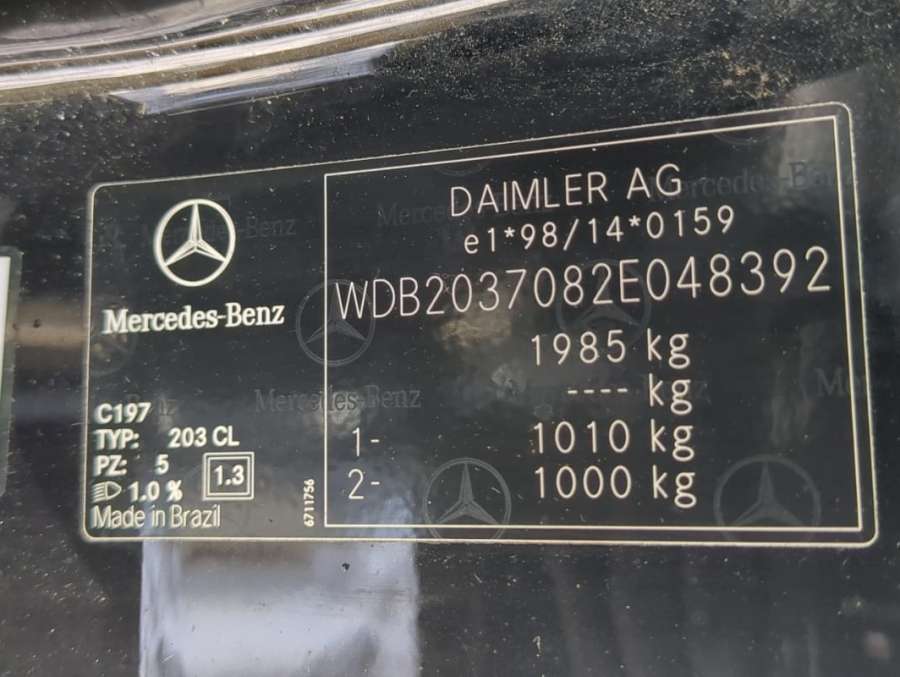 Mercedes-Benz
C197
TYP: 203 CL
PZ: 5
1.0 %
1.3
Made in Brazil
6711756
DAIMLER AG
e1*98/14*0159
WDB2037082E048392
1985 kg
---- kg
1- 1010 kg
2- 1000 kg